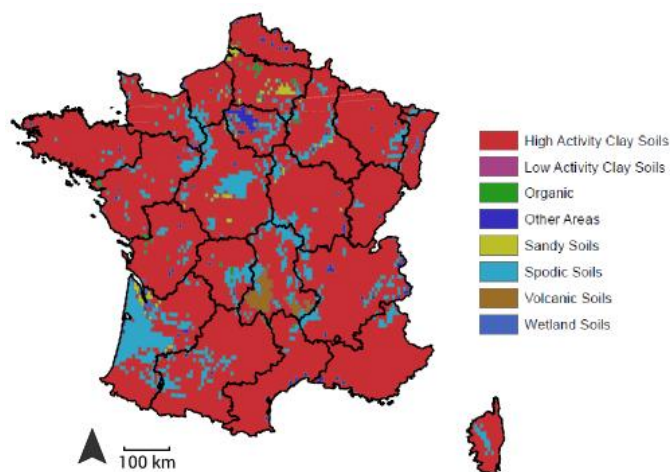 High Activity Clay Soils
Low Activity Clay Soils
Organic
Other Areas
Sandy Soils
Spodic Soils
Volcanic Soils
Wetland Soils
100 km